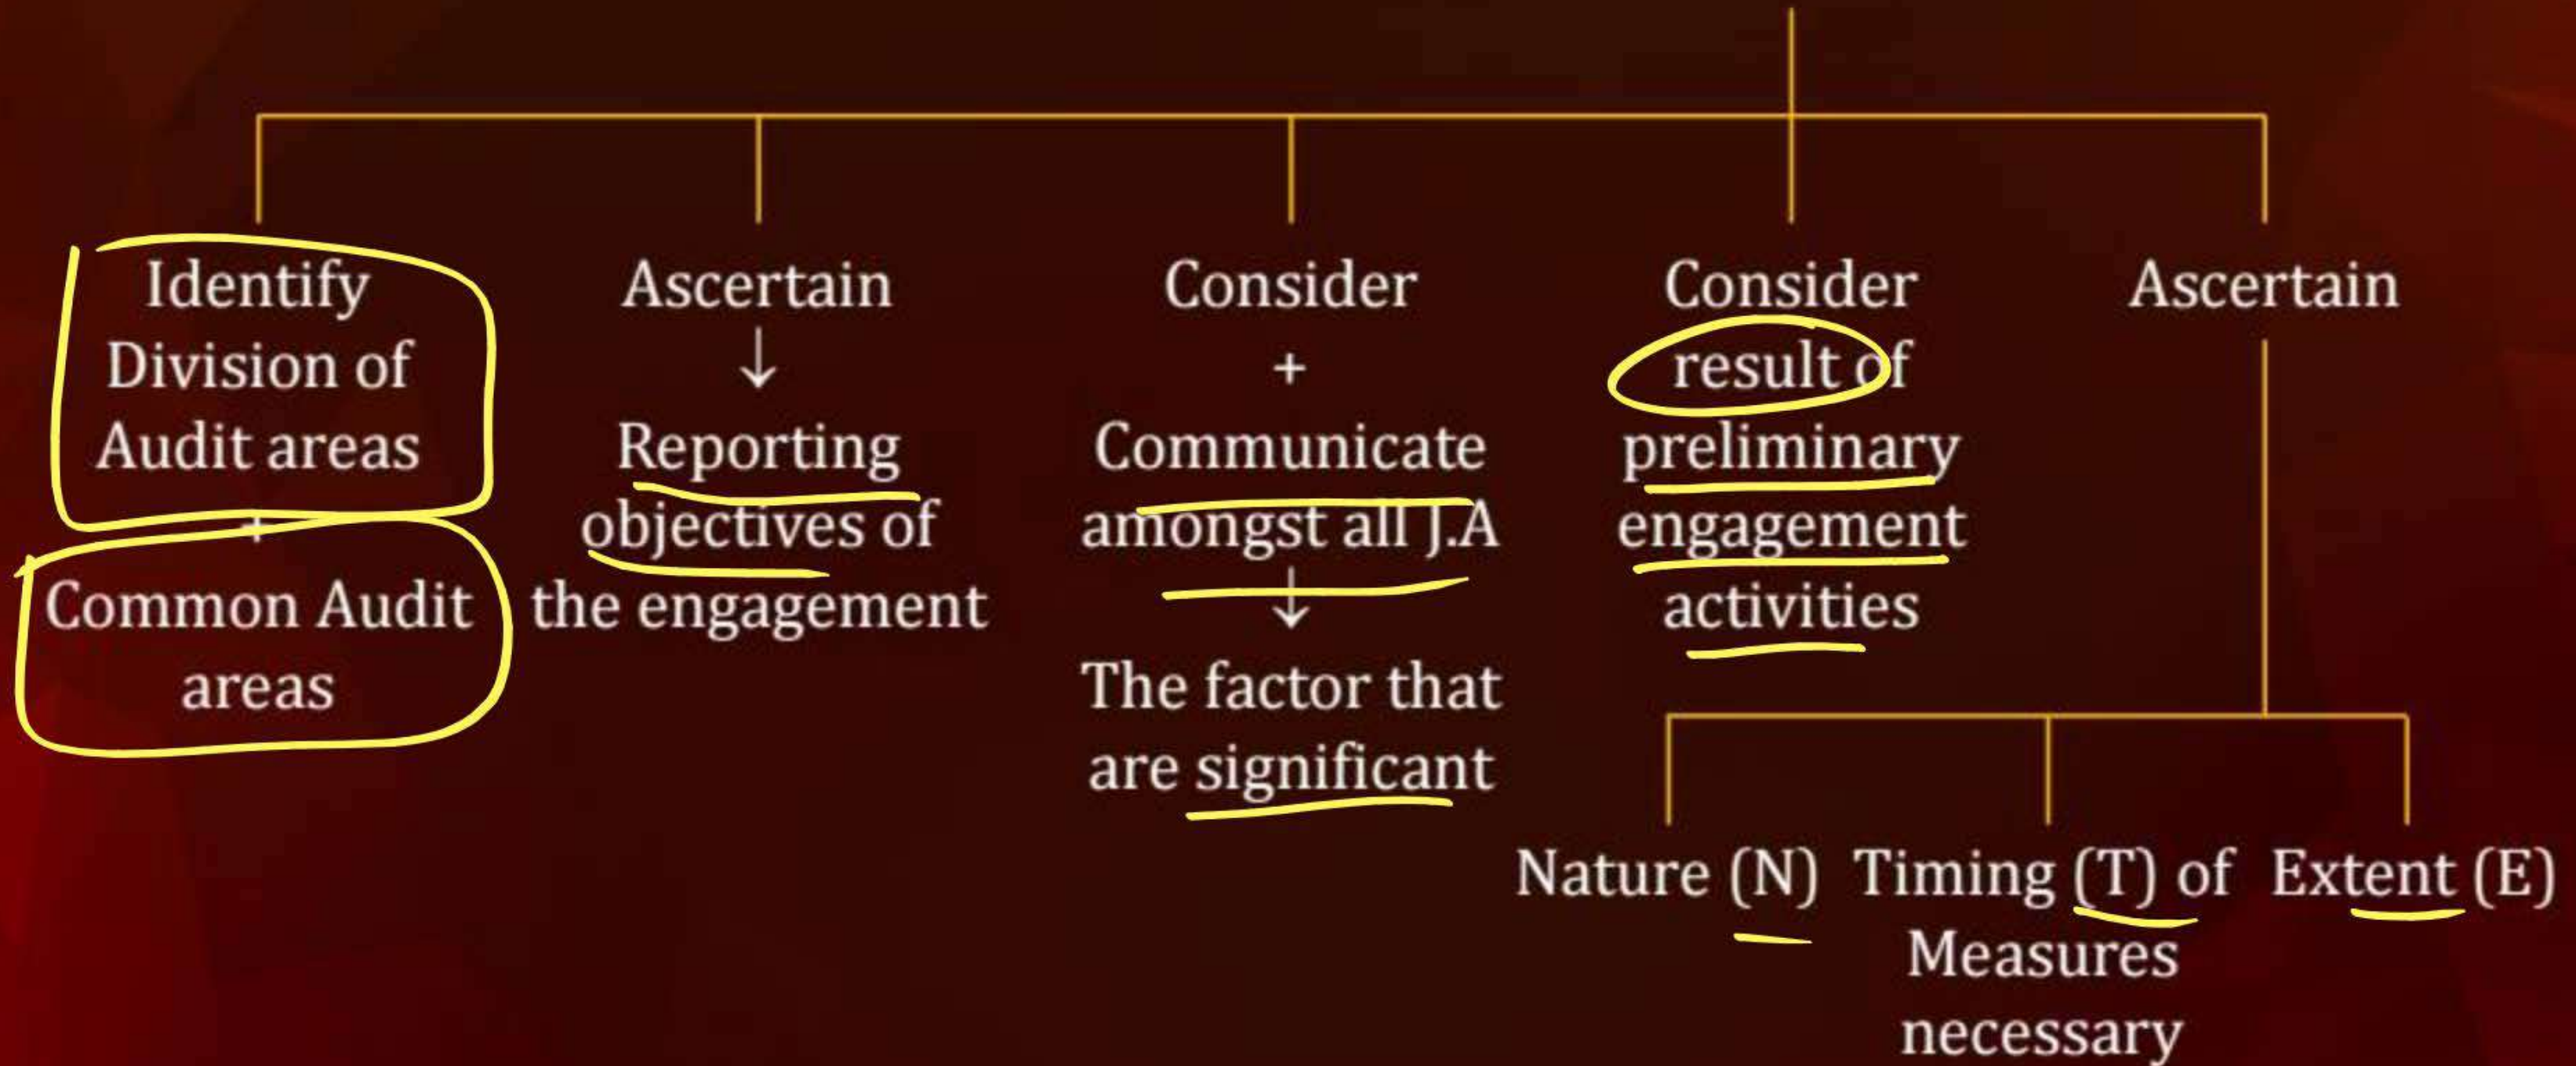 Identify
Division of
Audit areas
+
Common Audit
areas
Ascertain
↓
Reporting
objectives of
the engagement
Consider
+
Communicate
amongst all J.A
↓
The factor that
are significant
Consider
result of
preliminary
engagement
activities
Ascertain
Nature (N)
Timing (T) of
Measures
necessary
Extent (E)